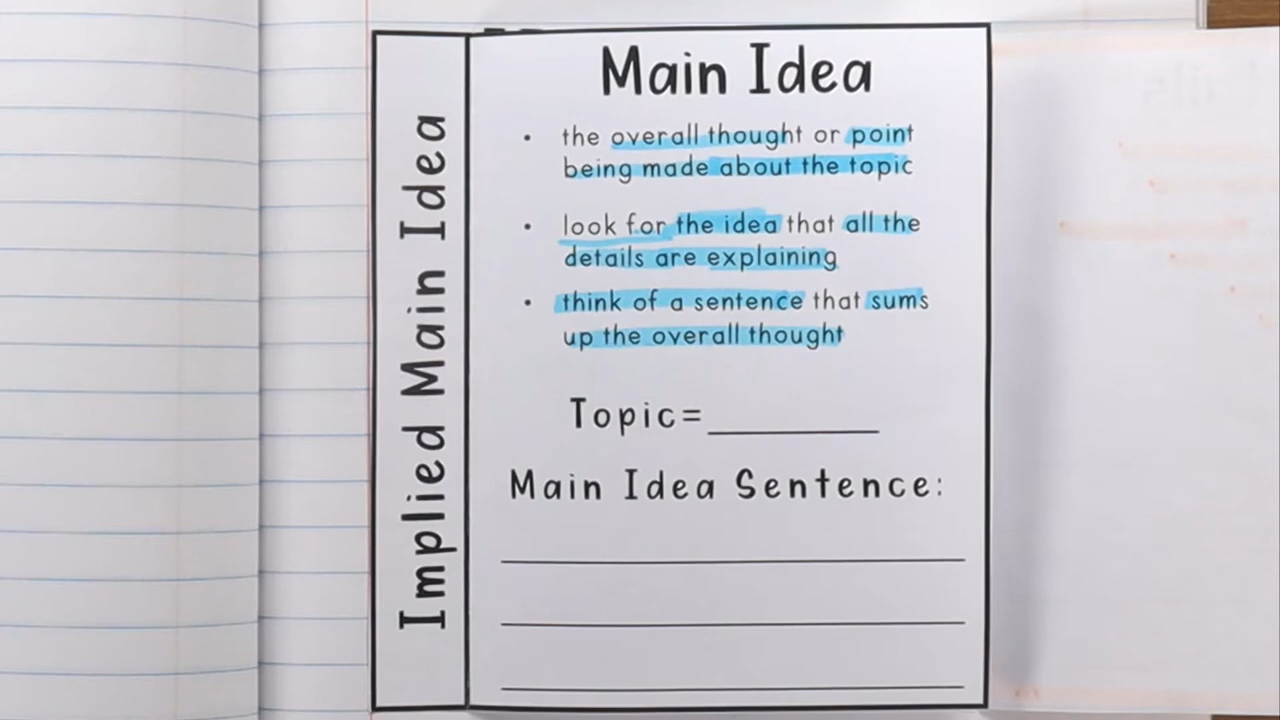 Implied Main Idea
Main Idea
• the overall thought or point
being made about the topic
• look for the idea that all the
details are explaining
• think of a sentence that sums
up the overall thought
Topic=
Main Idea Sentence: